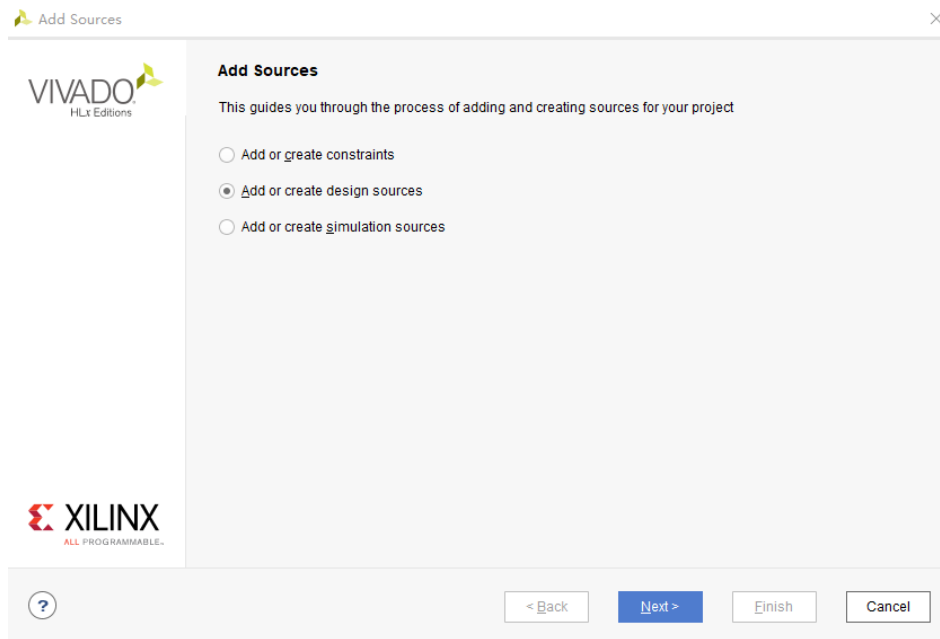 Add Sources
VIVADO
HLx Editions
Add Sources
This guides you through the process of adding and creating sources for your project
Add or create constraints
Add or create design sources
Add or create simulation sources
XILINX
ALL PROGRAMMABLE™
?
< Back
Next >
Finish
Cancel